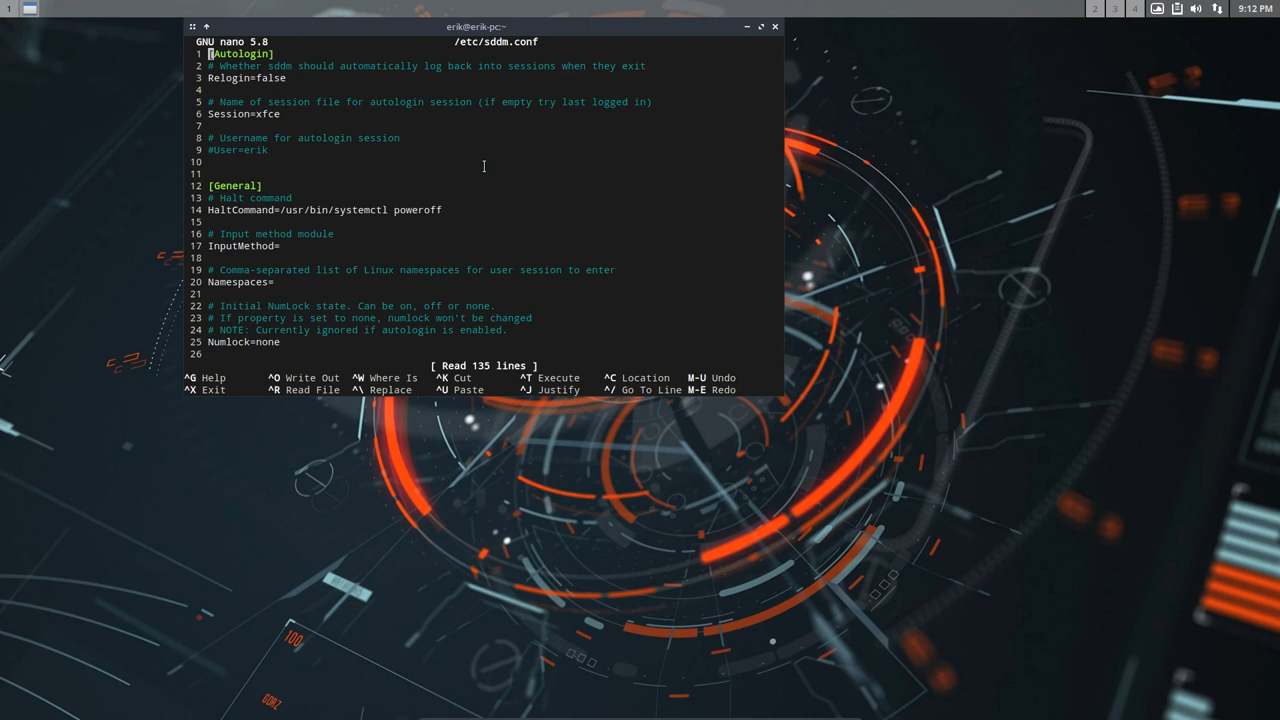 1
2 3 4 9:12 PM
erik@erik-pc:~
GNU nano 5.8 /etc/sddm.conf
1 [Autologin]
2 # Whether sddm should automatically log back into sessions when they exit
3 Relogin=false
4
5 # Name of session file for autologin session (if empty try last logged in)
6 Session=xfce
7
8 # Username for autologin session
9 #User=erik
10
11
12 [General]
13 # Halt command
14 HaltCommand=/usr/bin/systemctl poweroff
15
16 # Input method module
17 InputMethod=
18
19 # Comma-separated list of Linux namespaces for user session to enter
20 Namespaces=
21
22 # Initial NumLock state. Can be on, off or none.
23 # If property is set to none, numlock won't be changed
24 # NOTE: Currently ignored if autologin is enabled.
25 Numlock=none
26
[ Read 135 lines ]
^G Help ^O Write Out ^W Where Is ^K Cut ^T Execute ^C Location M-U Undo
^X Exit ^R Read File ^\ Replace ^U Paste ^J Justify ^/ Go To Line M-E Redo
100